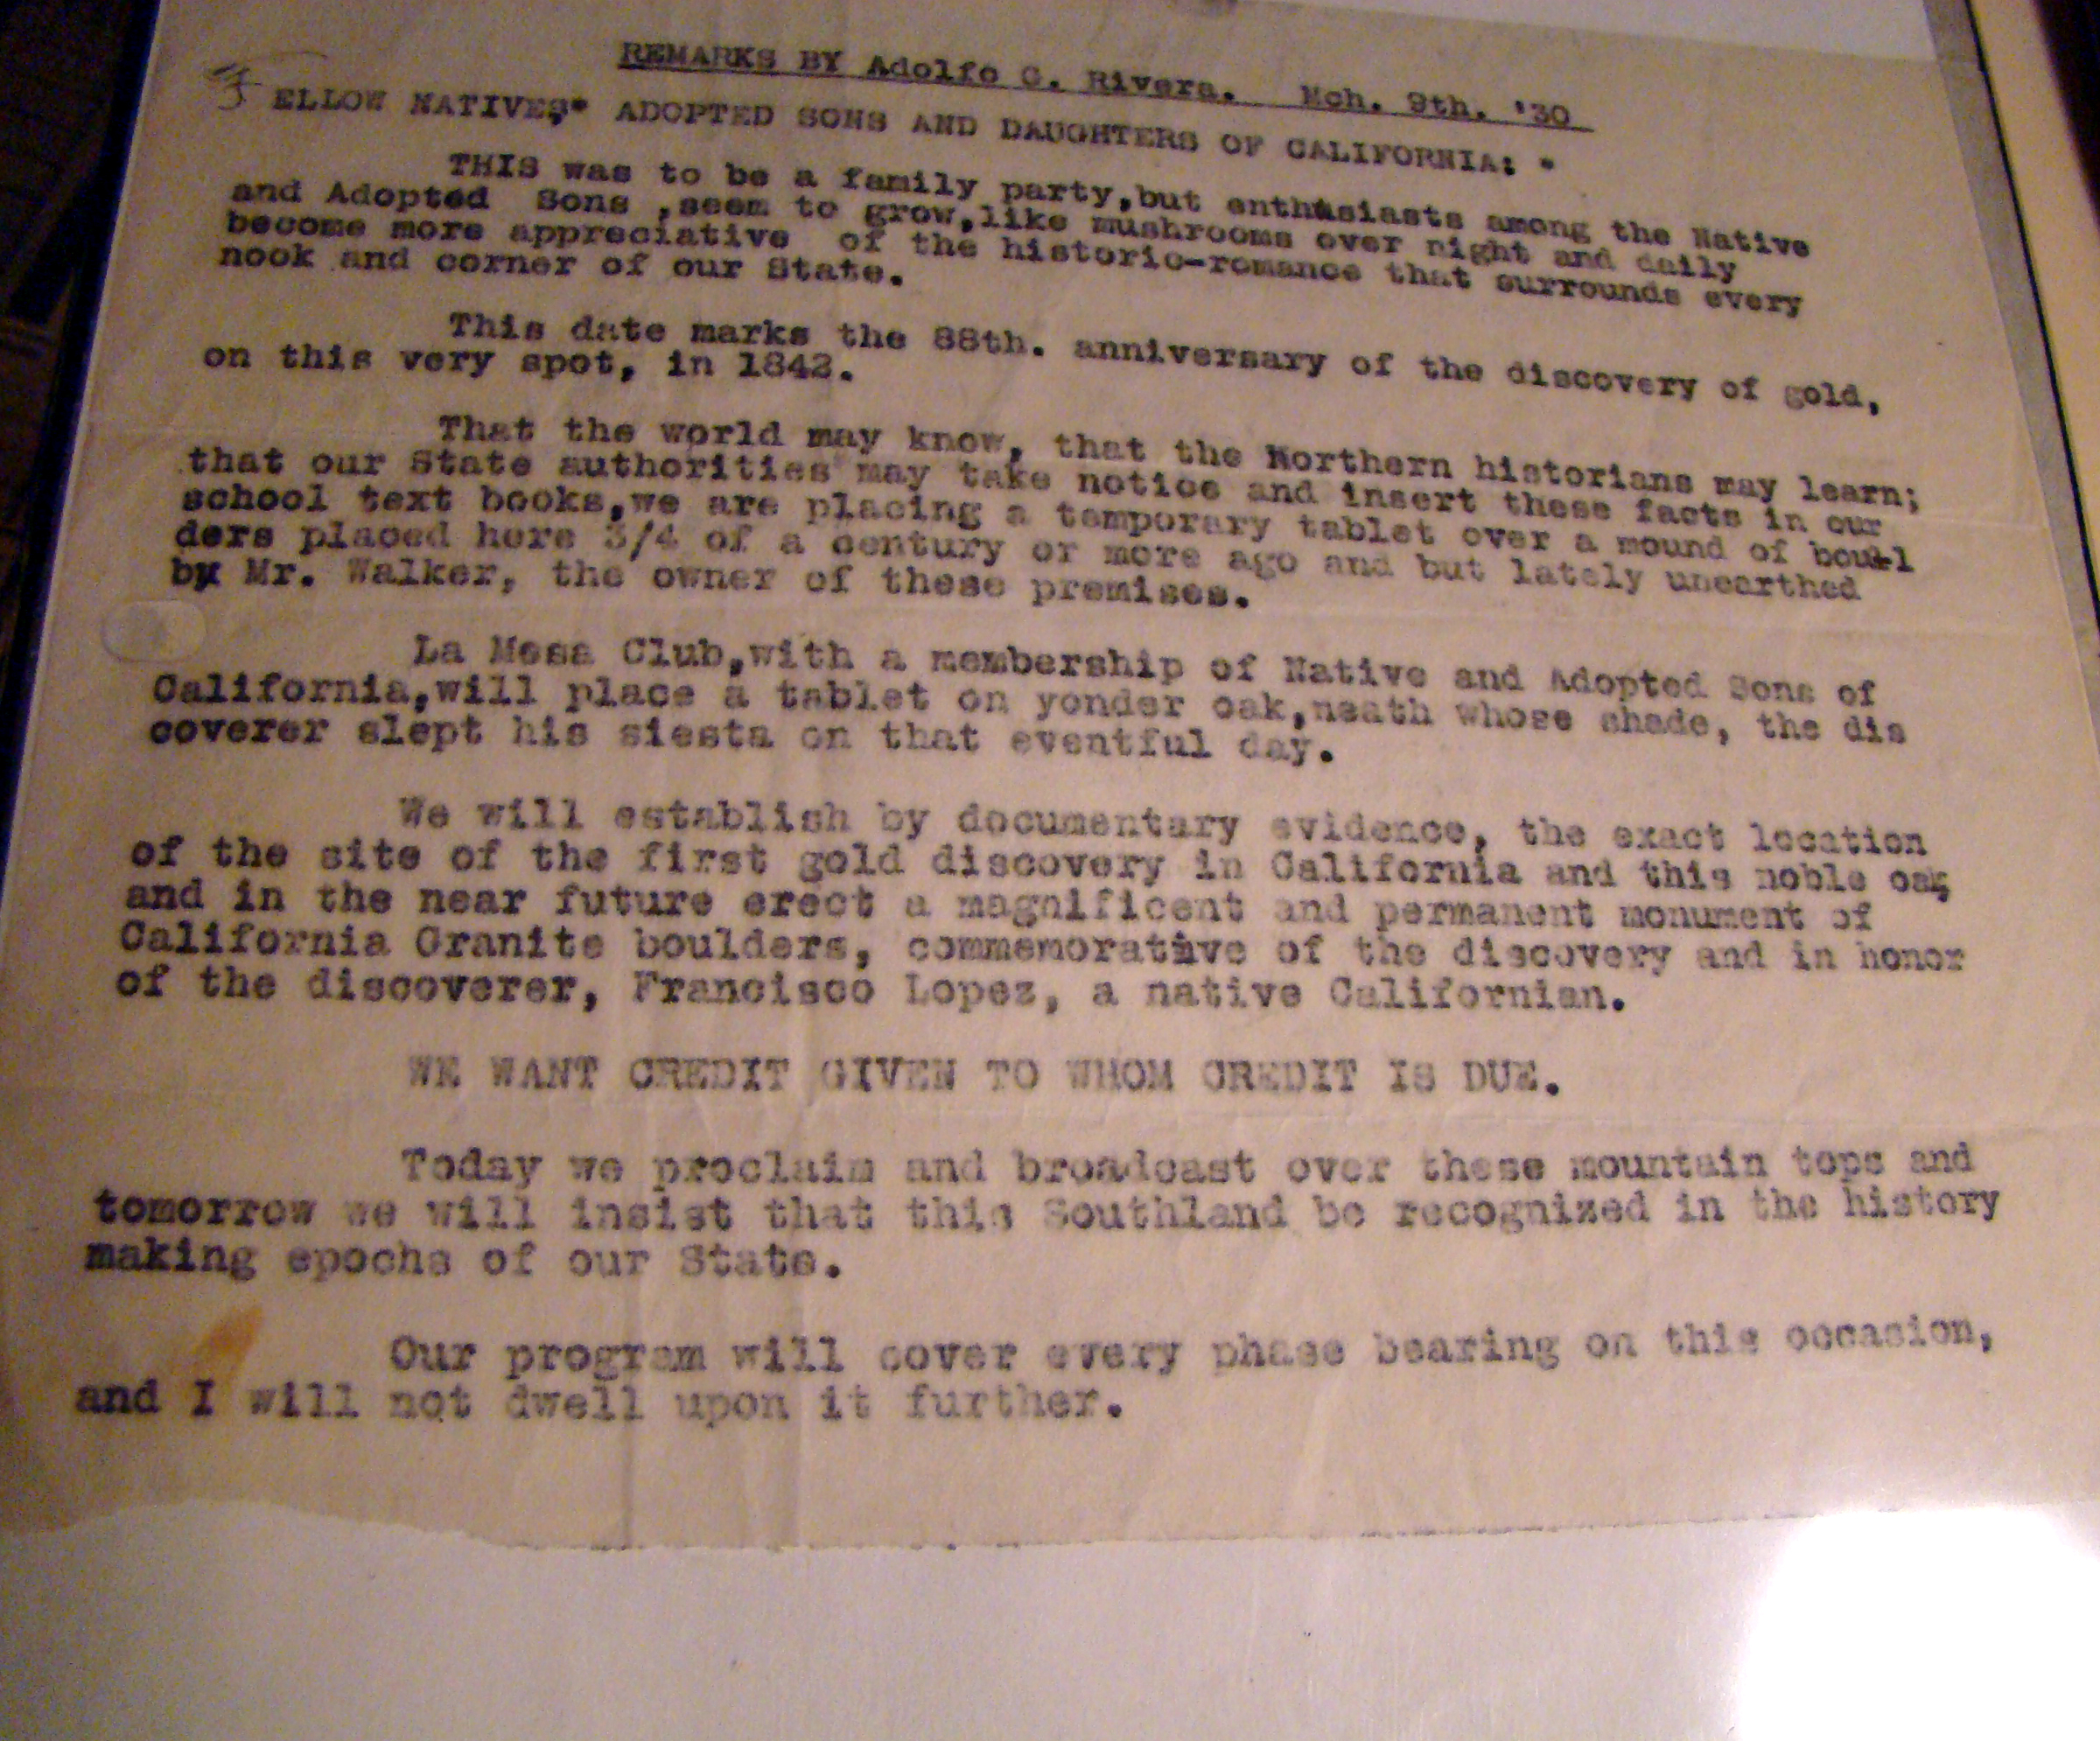 REMARKS BY Adolfo G. Rivera. Mch. 9th. '30
FELLOW NATIVES* ADOPTED SONS AND DAUGHTERS OF CALIFORNIA: *
THIS was to be a family party,but enthusiasts among the Native
and Adopted Sons ,seem to grow,like mushrooms over night and daily
become more appreciative of the historic-romance that surrounds every
nook and corner of our State.
This date marks the 88th. anniversary of the discovery of gold,
on this very spot, in 1842.
That the world may know, that the Northern historians may learn;
that our State authorities may take notice and insert these facts in our
school text books,we are placing a temporary tablet over a mound of boul
ders placed here 3/4 of a century or more ago and but lately unearthed
by Mr. Walker, the owner of these premises.
La Mesa Club,with a membership of Native and Adopted Sons of
California,will place a tablet on yonder oak,neath whose shade, the dis
coverer slept his siesta on that eventful day.
We will establish by documentary evidence, the exact location
of the site of the first gold discovery in California and this noble oak
and in the near future erect a magnificent and permanent monument of
California Granite boulders, commemorative of the discovery and in honor
of the discoverer, Francisco Lopez, a native Californian.
WE WANT CREDIT GIVEN TO WHOM CREDIT IS DUE.
Today we proclaim and broadcast over these mountain tops and
tomorrow we will insist that this Southland be recognized in the history
making epochs of our State.
Our program will cover every phase bearing on this occasion,
and I will not dwell upon it further.